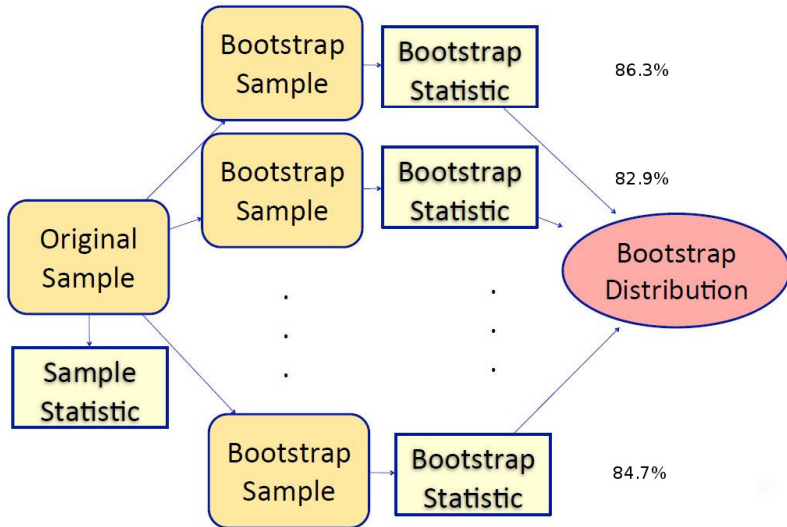 Bootstrap
Sample
Bootstrap
Statistic
86.3%
Bootstrap
Sample
Bootstrap
Statistic
82.9%
Original
Sample
Bootstrap
Distribution
Sample
Statistic
Bootstrap
Sample
Bootstrap
Statistic
84.7%